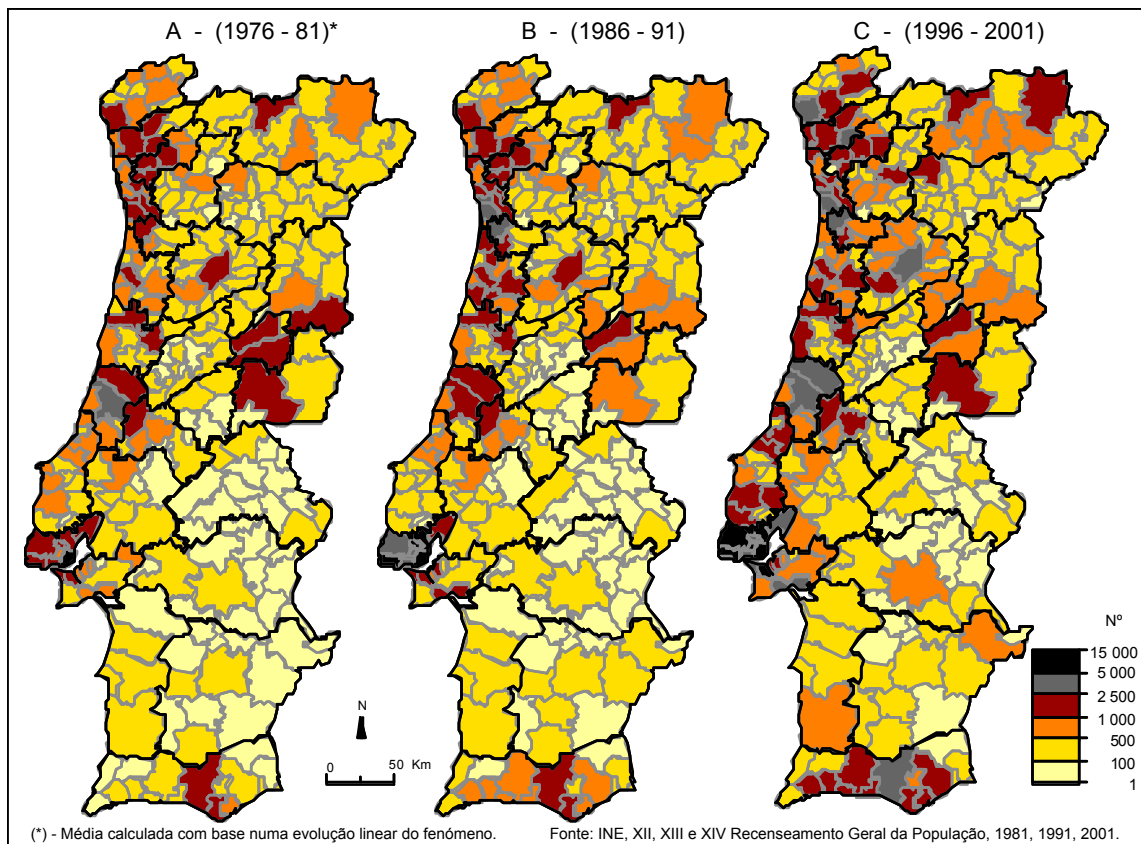 A - (1976 - 81)*
B - (1986 - 91)
C - (1996 - 2001)
Nº
15 000
5 000
2 500
1 000
500
100
1
N
0 50 Km
(*) - Média calculada com base numa evolução linear do fenómeno.
Fonte: INE, XII, XIII e XIV Recenseamento Geral da População, 1981, 1991, 2001.